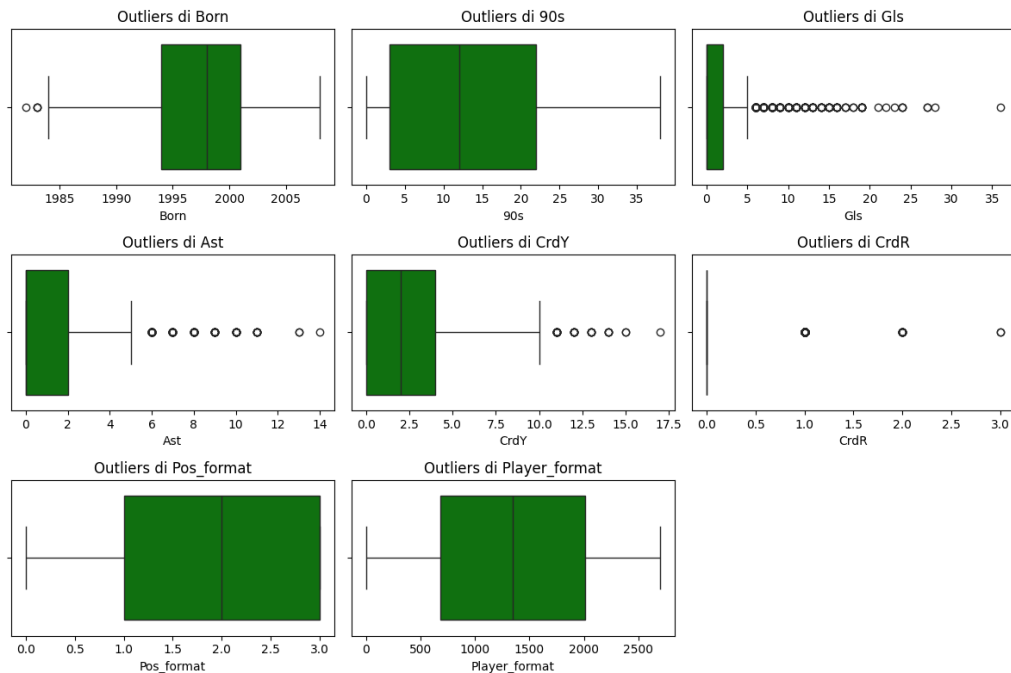 Outliers di Born
Outliers di 90s
Outliers di Gls
1985 1990 1995 2000 2005
0 5 10 15 20 25 30 35
0 5 10 15 20 25 30 35
Born
90s
Gls
Outliers di Ast
Outliers di CrdY
Outliers di CrdR
0 2 4 6 8 10 12 14
0.0 2.5 5.0 7.5 10.0 12.5 15.0 17.5
0.0 0.5 1.0 1.5 2.0 2.5 3.0
Ast
CrdY
CrdR
Outliers di Pos_format
Outliers di Player_format
0.0 0.5 1.0 1.5 2.0 2.5 3.0
0 500 1000 1500 2000 2500
Pos_format
Player_format